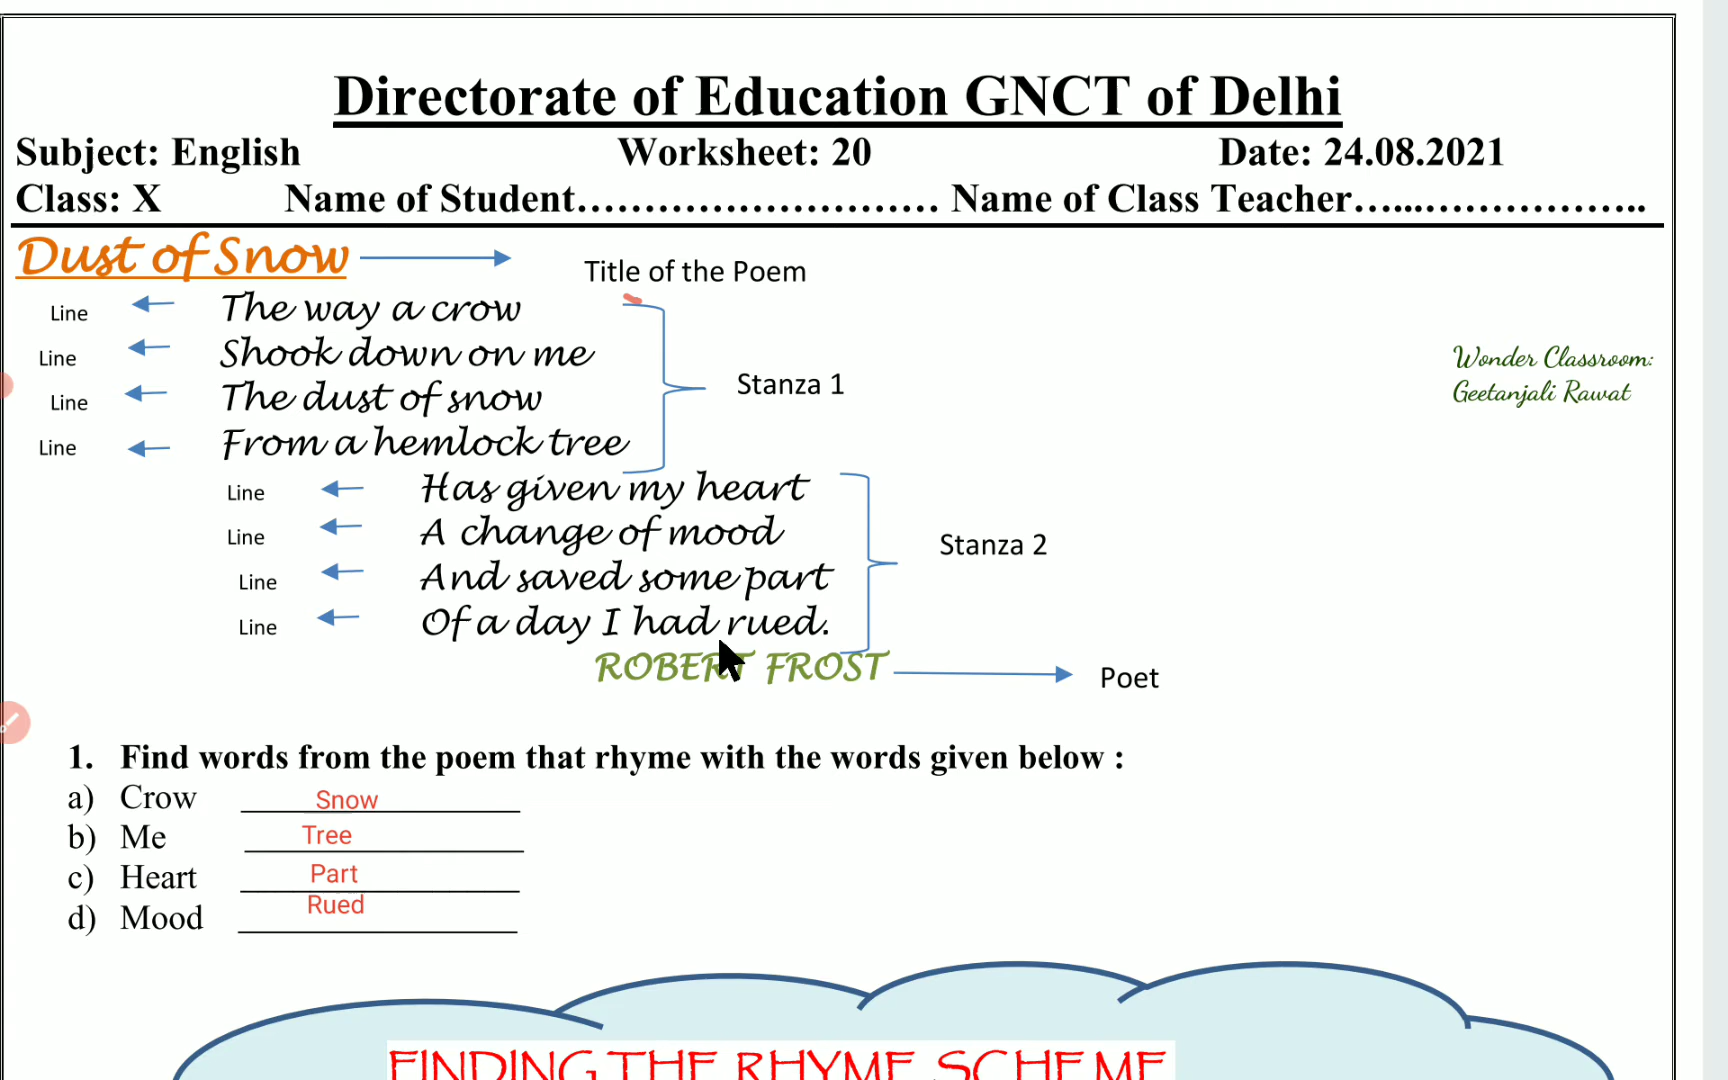 Directorate of Education GNCT of Delhi
Subject: English Worksheet: 20 Date: 24.08.2021
Class: X Name of Student........................... Name of Class Teacher......................
Dust of Snow
Title of the Poem
Line The way a crow
Line Shook down on me
Line The dust of snow
Line From a hemlock tree
Stanza 1
Wonder Classroom:
Geetanjali Rawat
Line Has given my heart
Line A change of mood
Line And saved some part
Line Of a day I had rued.
Stanza 2
ROBERT FROST Poet
1. Find words from the poem that rhyme with the words given below :
a) Crow Snow
b) Me Tree
c) Heart Part
d) Mood Rued
FINDING THE RHYME SCHEME